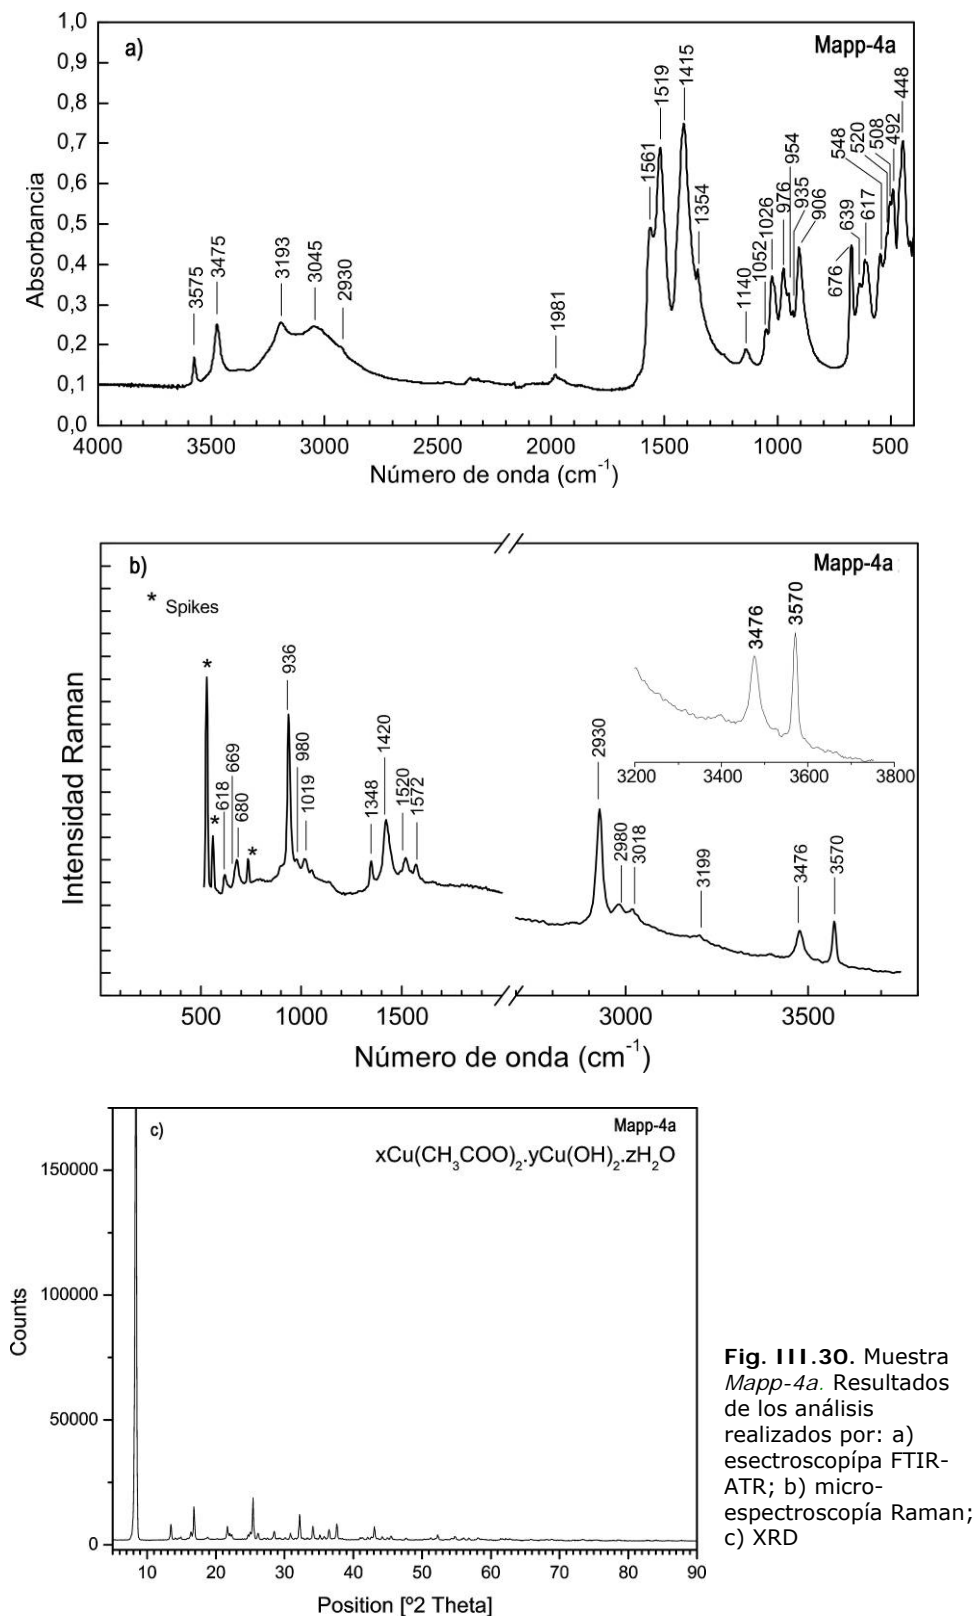 a)
Mapp-4a
1,0
0,9
0,8
0,7
0,6
0,5
0,4
0,3
0,2
0,1
0,0
Absorbancia
3575
3475
3193
3045
2930
1981
1561
1519
1415
1354
1140
1052
1026
976
954
935
906
676
639
617
548
520
508
492
448
4000 3500 3000 2500 2000 1500 1000 500
Número de onda (cm-1)
b)
Mapp-4a
* Spikes
*
*
*
Intensidad Raman
618
669
680
936
980
1019
1348
1420
1520
1572
2930
2980
3018
3199
3476
3570
3476
3570
3200 3400 3600 3800
500 1000 1500 3000 3500
Número de onda (cm-1)
c)
Mapp-4a
xCu(CH3COO)2.yCu(OH)2.zH2O
150000
100000
50000
0
Counts
10 20 30 40 50 60 70 80 90
Position [º2 Theta]
Fig. III.30. Muestra
Mapp-4a. Resultados
de los análisis
realizados por: a)
esectroscopípa FTIR-
ATR; b) micro-
espectroscopía Raman;
c) XRD